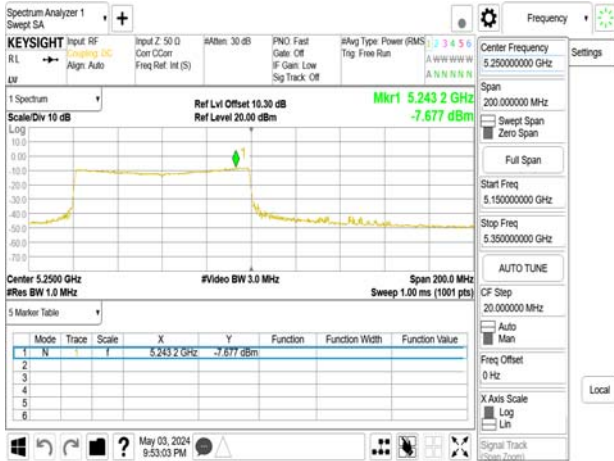 Spectrum Analyzer 1
Swept SA
+
Frequency
KEYSIGHT
RL
Input: RF
Coupling: DC
Align: Auto
Input Z: 50 Ω
Corr CCorr
Freq Ref: Int (S)
#Atten: 30 dB
PNO: Fast
Gate: Off
IF Gain: Low
Sig Track: Off
#Avg Type: Power (RMS
Trig: Free Run
1 2 3 4 5 6
A W W W W W
A N N N N N
Center Frequency
5.250000000 GHz
Settings
Span
200.000000 MHz
Swept Span
Zero Span
Full Span
Start Freq
5.150000000 GHz
Stop Freq
5.350000000 GHz
AUTO TUNE
CF Step
20.000000 MHz
Auto
Man
Freq Offset
0 Hz
X Axis Scale
Log
Lin
Local
Signal Track
(Span Zoom)
1 Spectrum
Scale/Div 10 dB
Ref Lvl Offset 10.30 dB
Ref Level 20.00 dBm
Mkr1 5.243 2 GHz
-7.677 dBm
Log
10.0
0.00
-10.0
-20.0
-30.0
-40.0
-50.0
-60.0
-70.0
1
Center 5.2500 GHz
#Res BW 1.0 MHz
#Video BW 3.0 MHz
Span 200.0 MHz
Sweep 1.00 ms (1001 pts)
5 Marker Table
Mode Trace Scale X Y Function Function Width Function Value
1 N 1 f 5.243 2 GHz -7.677 dBm
2
3
4
5
6
?
May 03, 2024
9:53:03 PM